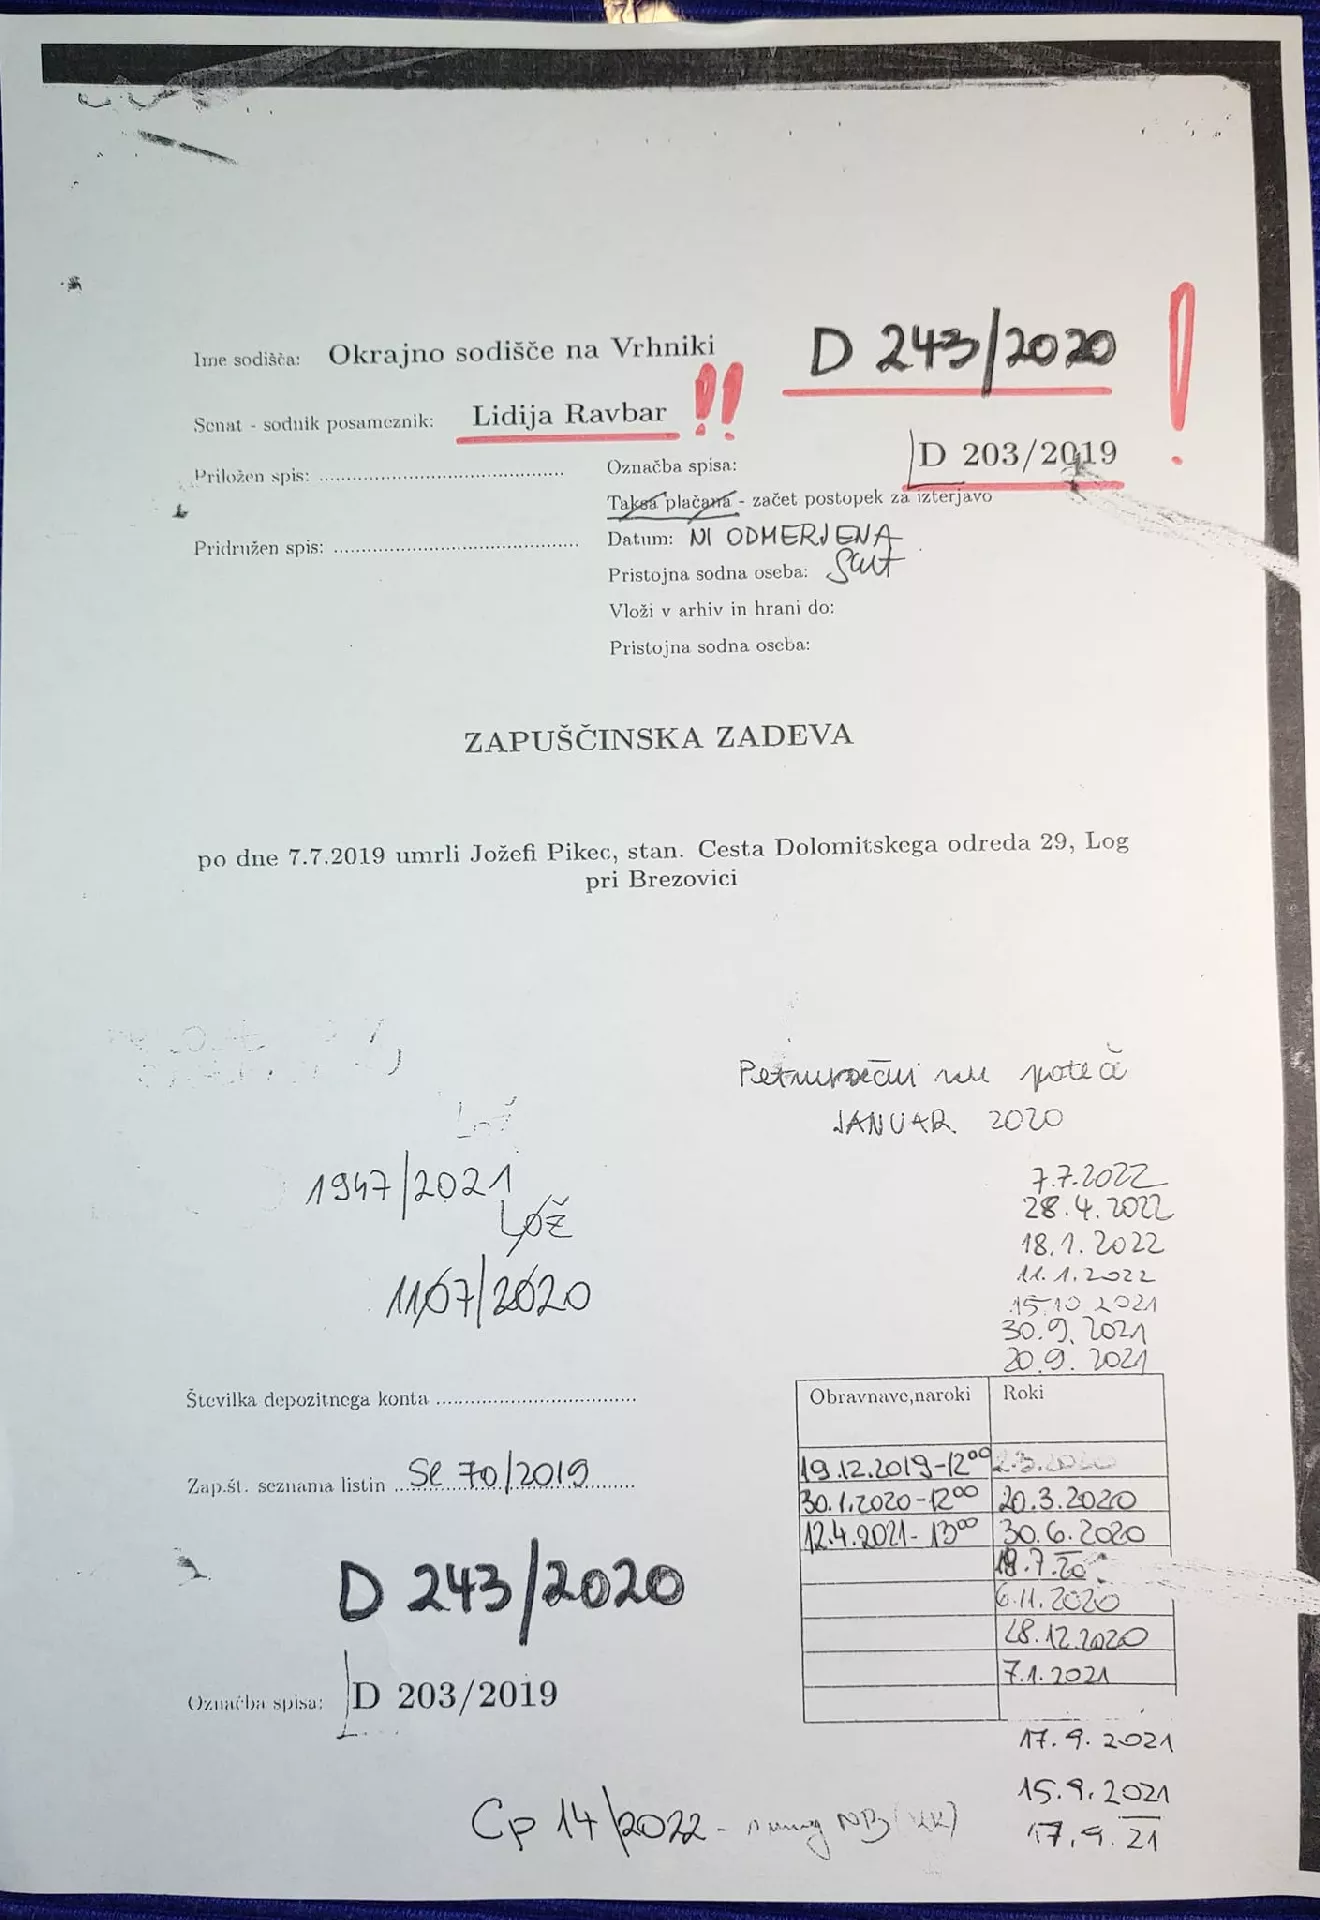 Ime sodišča: Okrajno sodišče na Vrhniki
D 243/2020 !
Senat - sodnik posameznik: Lidija Ravbar !!
D 203/2019
Priložen spis: ........................
Označba spisa:
Taksa plačana - začet postopek za izterjavo
Pridružen spis: ........................
Datum: NI ODMERJENA
Pristojna sodna oseba:
Vloži v arhiv in hrani do:
Pristojna sodna oseba:
ZAPUŠČINSKA ZADEVA
po dne 7.7.2019 umrli Jožefi Pikec, stan. Cesta Dolomitskega odreda 29, Log
pri Brezovici
JANUAR 2020
1947/2021
Lož
1107/2020
7.7.2022
28.4.2022
18.1.2022
11.1.2022
15.10.2021
30.9.2021
20.9.2021
Številka depozitnega konta ........................
Zap.št. seznama listin ... Se 70/2019
Obravnave,naroki Roki
19.12.2019-12⁰⁰
30.1.2020-12⁰⁰ 20.3.2020
12.4.2021-13⁰⁰ 30.6.2020
6.11.2020
28.12.2020
7.1.2021
D 243/2020
Označba spisa: D 203/2019
17.9.2021
15.9.2021
17.9.21
Cp 14/2022 -